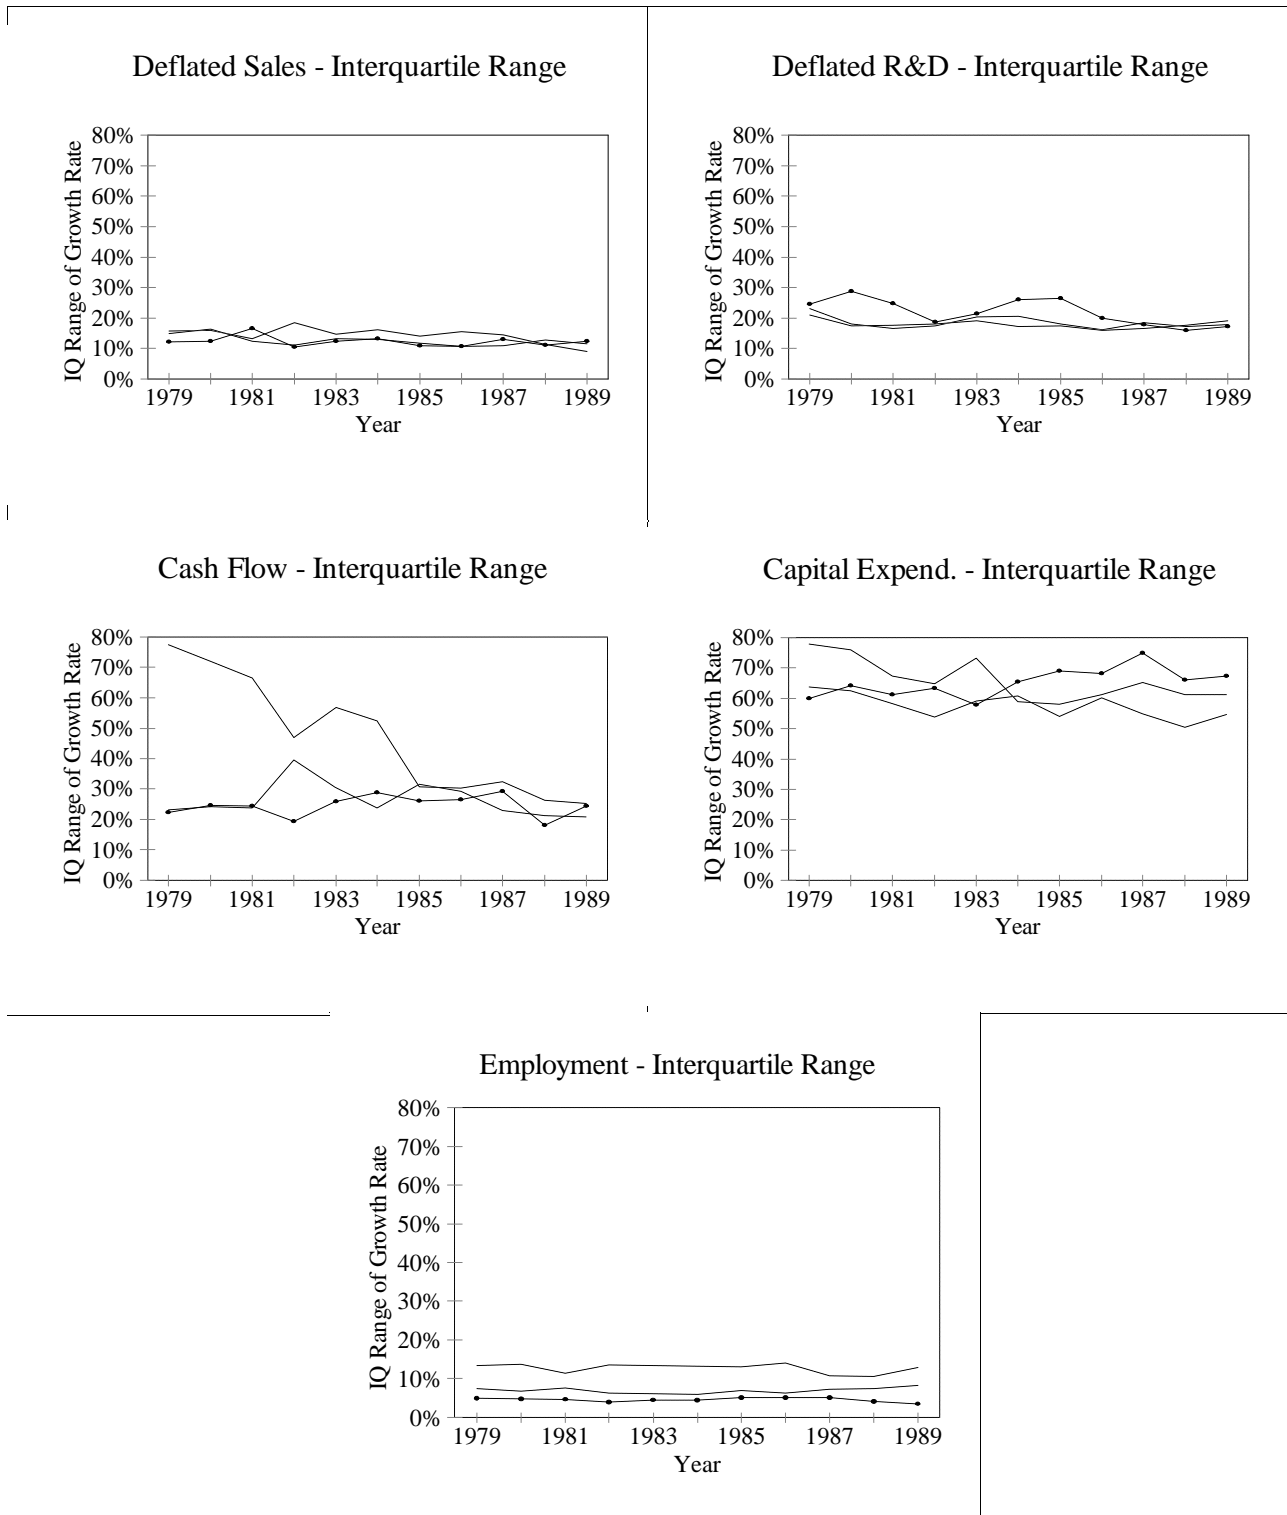 Deflated Sales - Interquartile Range
IQ Range of Growth Rate
80%
70%
60%
50%
40%
30%
20%
10%
0%
1979 1981 1983 1985 1987 1989
Year
Deflated R&D - Interquartile Range
IQ Range of Growth Rate
80%
70%
60%
50%
40%
30%
20%
10%
0%
1979 1981 1983 1985 1987 1989
Year
Cash Flow - Interquartile Range
IQ Range of Growth Rate
80%
70%
60%
50%
40%
30%
20%
10%
0%
1979 1981 1983 1985 1987 1989
Year
Capital Expend. - Interquartile Range
IQ Range of Growth Rate
80%
70%
60%
50%
40%
30%
20%
10%
0%
1979 1981 1983 1985 1987 1989
Year
Employment - Interquartile Range
IQ Range of Growth Rate
80%
70%
60%
50%
40%
30%
20%
10%
0%
1979 1981 1983 1985 1987 1989
Year